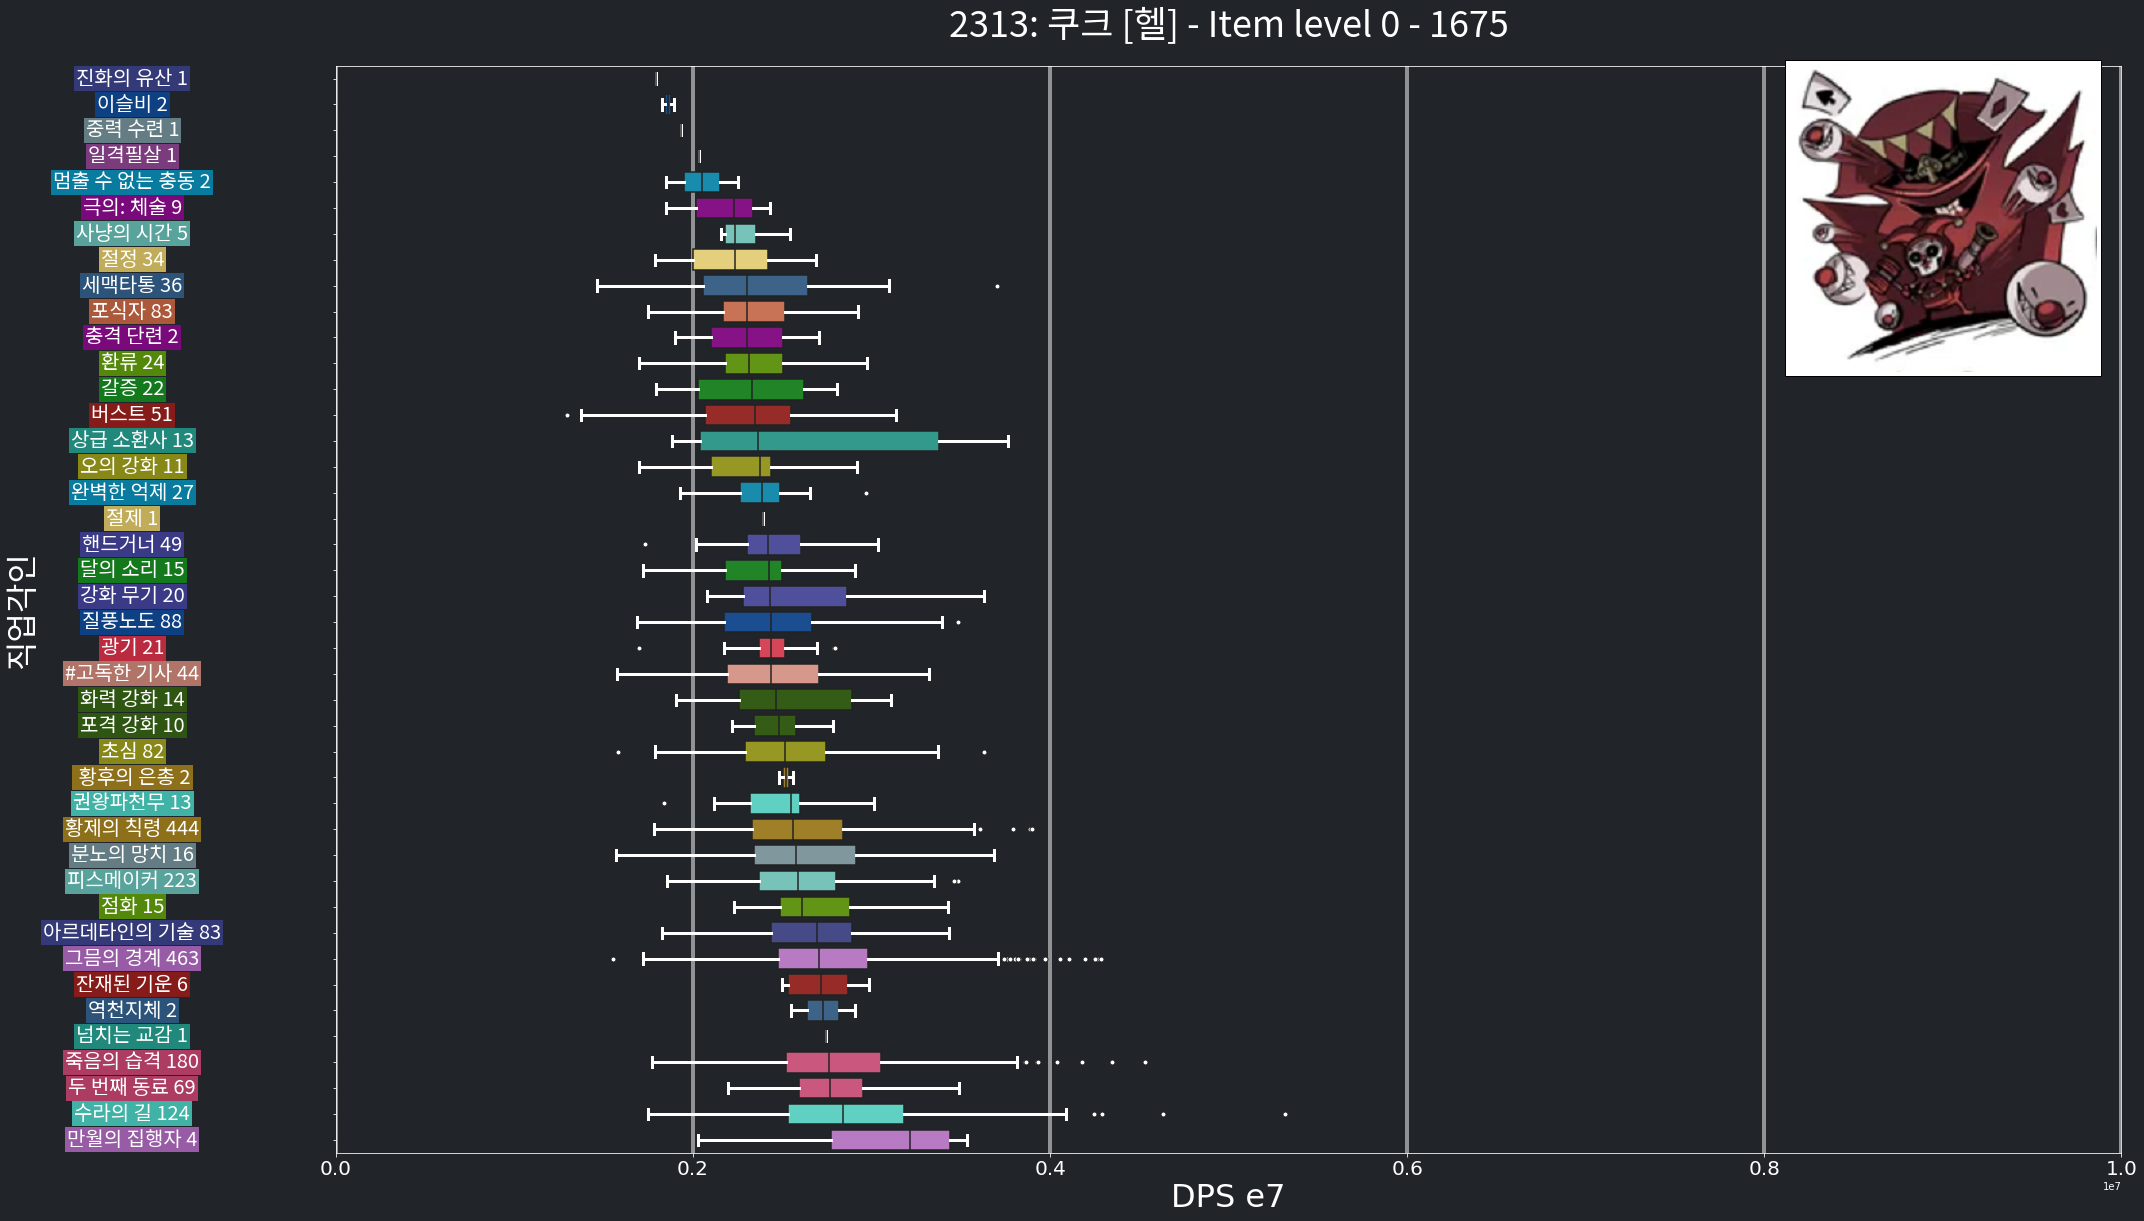 2313: 쿠크 [헬] - Item level 0 - 1675
진화의 유산 1
이슬비 2
중력 수련 1
일격필살 1
멈출 수 없는 충동 2
극의: 체술 9
사냥의 시간 5
절정 34
세맥타통 36
포식자 83
충격 단련 2
환류 24
갈증 22
버스트 51
상급 소환사 13
오의 강화 11
완벽한 억제 27
절제 1
핸드거너 49
달의 소리 15
강화 무기 20
질풍노도 88
광기 21
#고독한 기사 44
화력 강화 14
포격 강화 10
초심 82
황후의 은총 2
권왕파천무 13
황제의 칙령 444
분노의 망치 16
피스메이커 223
점화 15
아르데타인의 기술 83
그믐의 경계 463
잔재된 기운 6
역천지체 2
넘치는 교감 1
죽음의 습격 180
두 번째 동료 69
수라의 길 124
만월의 집행자 4
직업각인
0.0 0.2 0.4 0.6 0.8 1.0
1e7
DPS e7